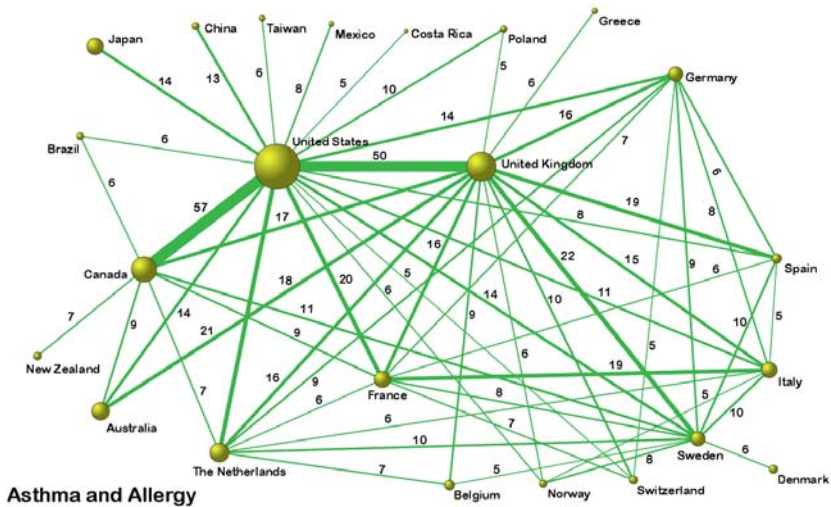 Greece
Taiwan
China
Mexico
Costa Rica
Poland
Japan
6
5
6
8
5
10
13
14
Germany
14
16
7
United States
Brazil
6
50
United Kingdom
6
6
57
17
8
19
8
16
22
15
Spain
Canada
18
20
5
9
6
6
10
11
7
9
14
21
11
9
14
9
6
10
5
New Zealand
6
5
19
16
9
7
6
France
8
5
Italy
Australia
6
7
10
10
The Netherlands
7
5
8
Sweden
6
Denmark
Belgium
Norway
Switzerland
Asthma and Allergy